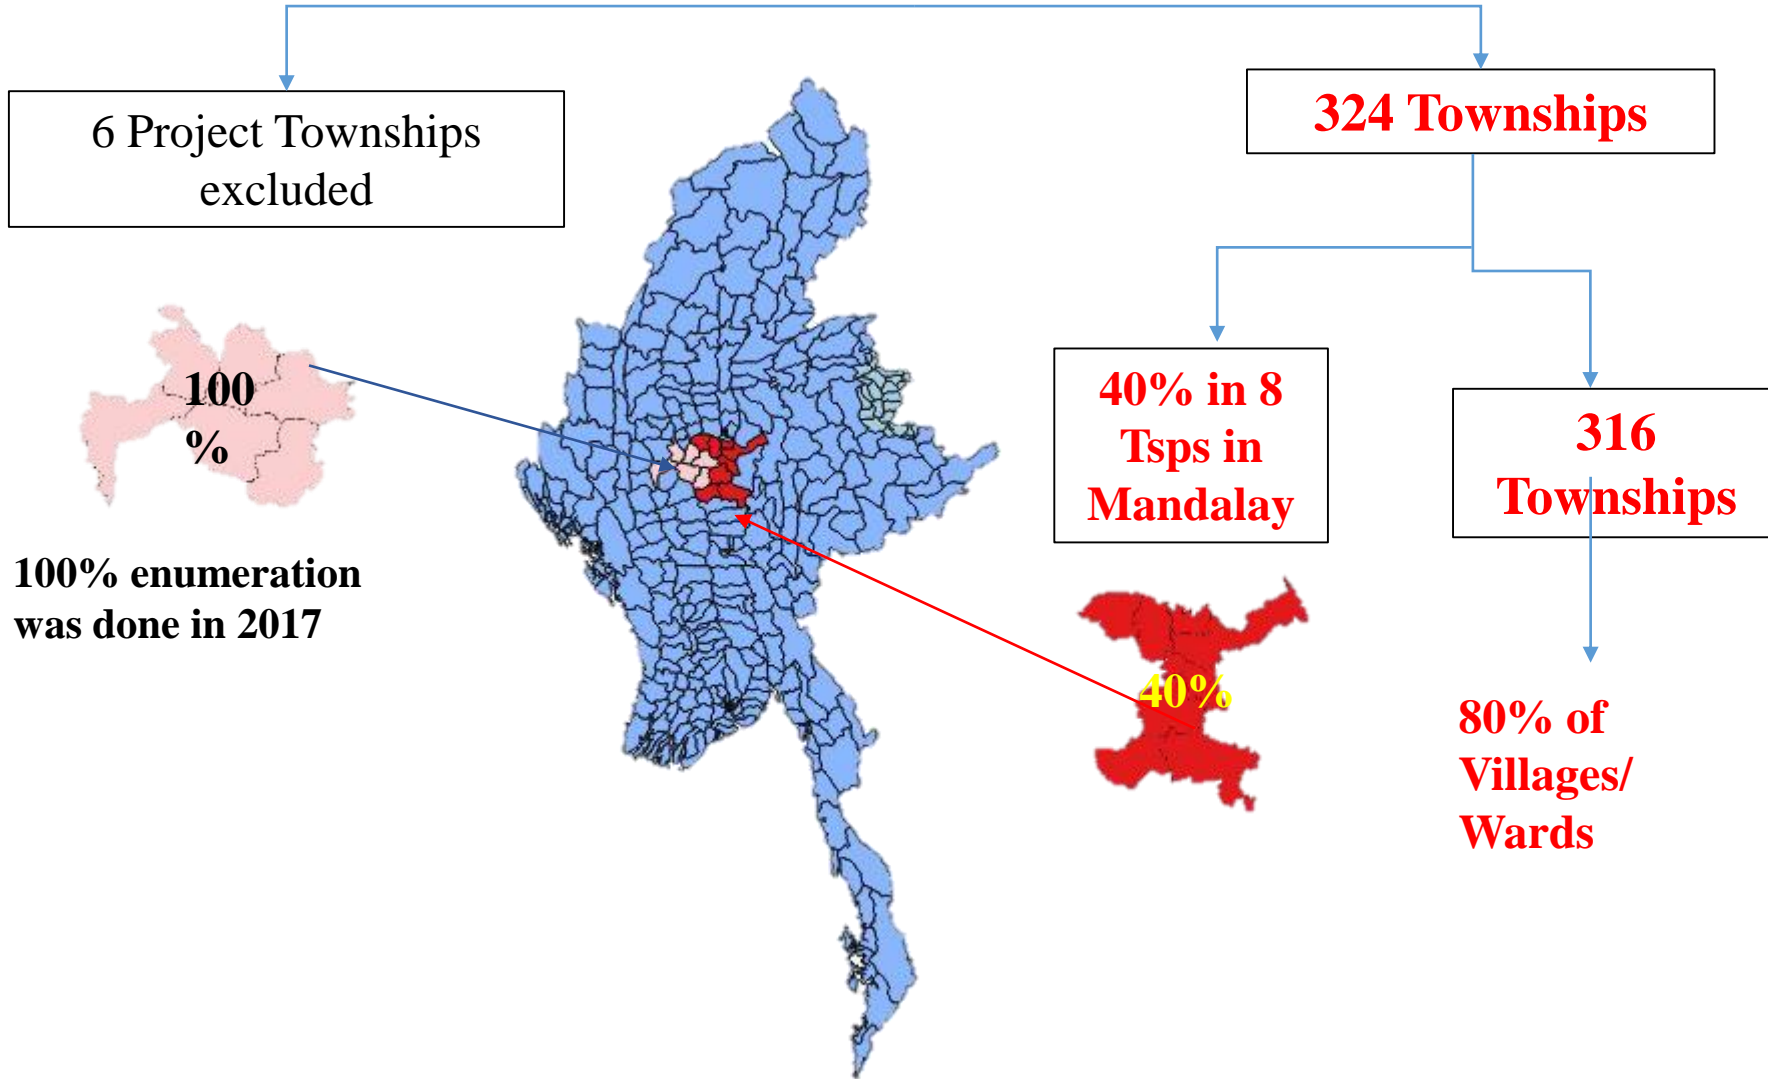 6 Project Townships
excluded
324 Townships
100
%
100% enumeration
was done in 2017
40% in 8
Tsps in
Mandalay
316
Townships
40%
80% of
Villages/
Wards